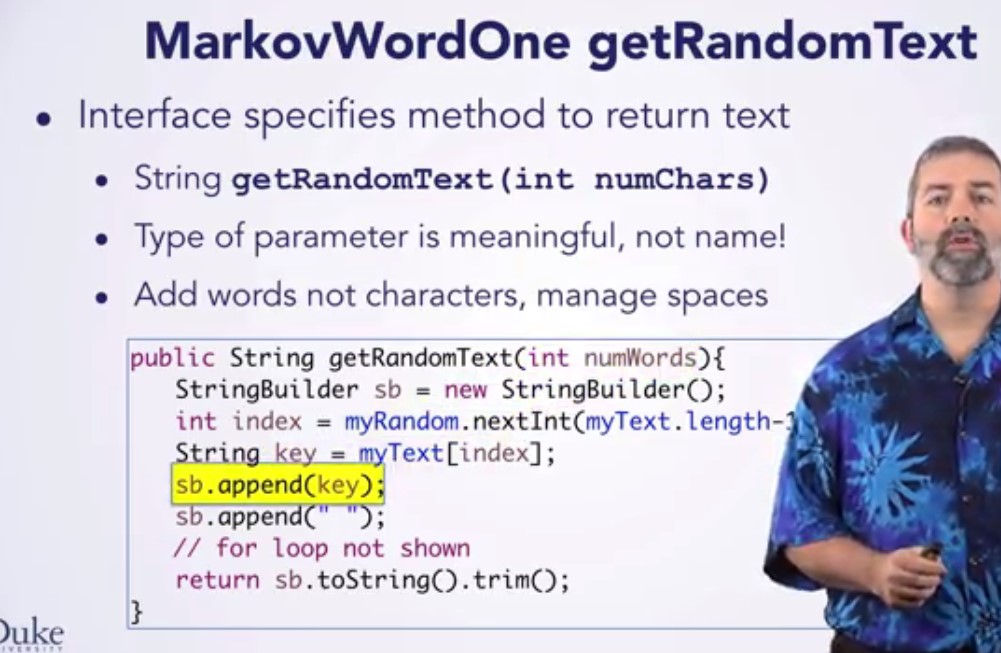 MarkovWordOne getRandomText
• Interface specifies method to return text
• String getRandomText(int numChars)
• Type of parameter is meaningful, not name!
• Add words not characters, manage spaces
public String getRandomText(int numWords){
StringBuilder sb = new StringBuilder();
int index = myRandom.nextInt(myText.length-1
String key = myText[index];
sb.append(key);
sb.append(" ");
// for loop not shown
return sb.toString().trim();
}
Duke